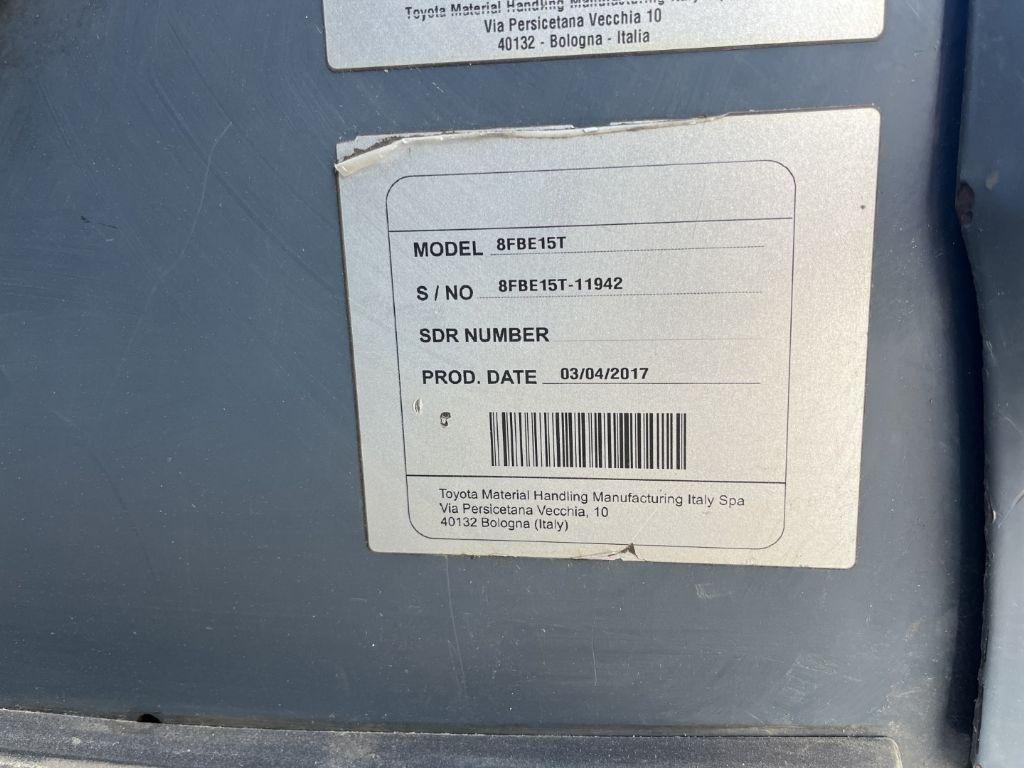 Toyota Material Handling Manufacturing Italy
Via Persicetana Vecchia 10
40132 - Bologna - Italia
MODEL 8FBE15T
S / NO 8FBE15T-11942
SDR NUMBER
PROD. DATE 03/04/2017
Toyota Material Handling Manufacturing Italy Spa
Via Persicetana Vecchia, 10
40132 Bologna (Italy)